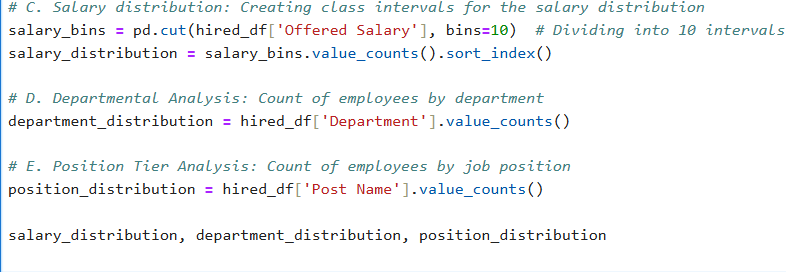 # C. Salary distribution: Creating class intervals for the salary distribution
salary_bins = pd.cut(hired_df['Offered Salary'], bins=10)  # Dividing into 10 intervals
salary_distribution = salary_bins.value_counts().sort_index()
# D. Departmental Analysis: Count of employees by department
department_distribution = hired_df['Department'].value_counts()
# E. Position Tier Analysis: Count of employees by job position
position_distribution = hired_df['Post Name'].value_counts()
salary_distribution, department_distribution, position_distribution